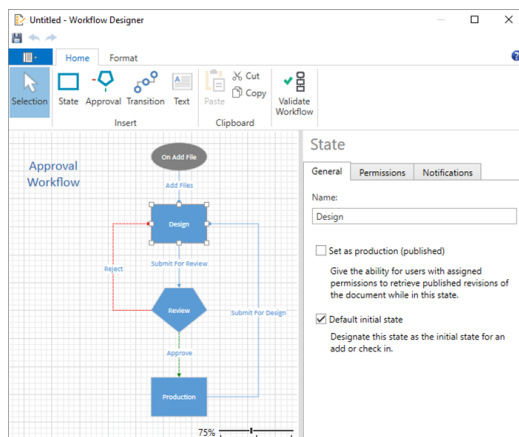 Untitled - Workflow Designer
Home
Format
Selection
State
Approval
Transition
Text
Insert
Paste
Cut
Copy
Clipboard
Validate
Workflow
Approval
Workflow
On Add File
Add Files
Design
Reject
Submit For Review
Review
Submit For Design
Approve
Production
75%
State
General
Permissions
Notifications
Name:
Design
Set as production (published)
Give the ability for users with assigned
permissions to retrieve published revisions of
the document while in this state.
Default initial state
Designate this state as the initial state for an
add or check in.